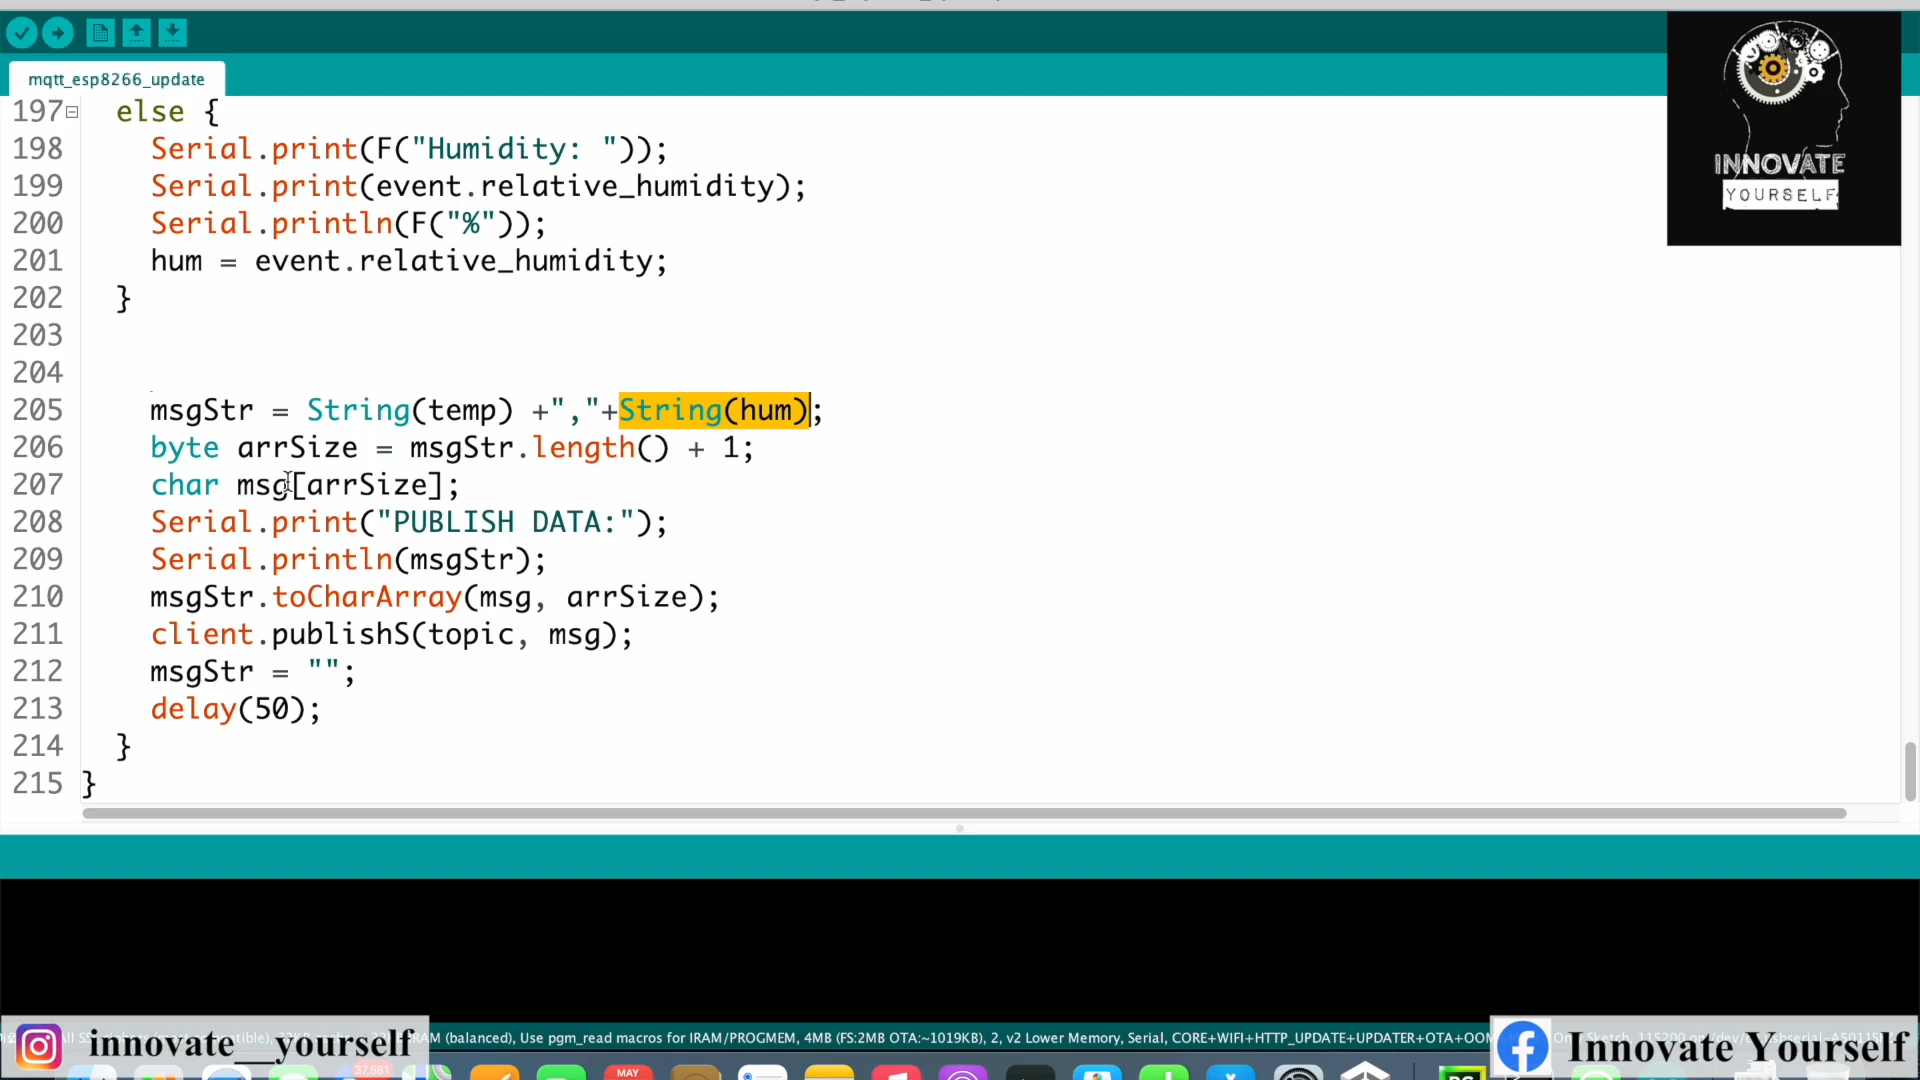 mqtt_esp8266_update
INNOVATE
YOURSELF
197 else {
198 Serial.print(F("Humidity: "));
199 Serial.print(event.relative_humidity);
200 Serial.println(F("%"));
201 hum = event.relative_humidity;
202 }
203
204
205 msgStr = String(temp) +","+String(hum);
206 byte arrSize = msgStr.length() + 1;
207 char msg[arrSize];
208 Serial.print("PUBLISH DATA:");
209 Serial.println(msgStr);
210 msgStr.toCharArray(msg, arrSize);
211 client.publishS(topic, msg);
212 msgStr = "";
213 delay(50);
214 }
215 }
(balanced), Use pgm_read macros for IRAM/PROGMEM, 4MB (FS:2MB OTA:~1019KB), 2, v2 Lower Memory, Serial, CORE+WIFI+HTTP_UPDATE+UPDATER+OTA+OOM
innovate__yourself
Innovate Yourself
37,581
MAY